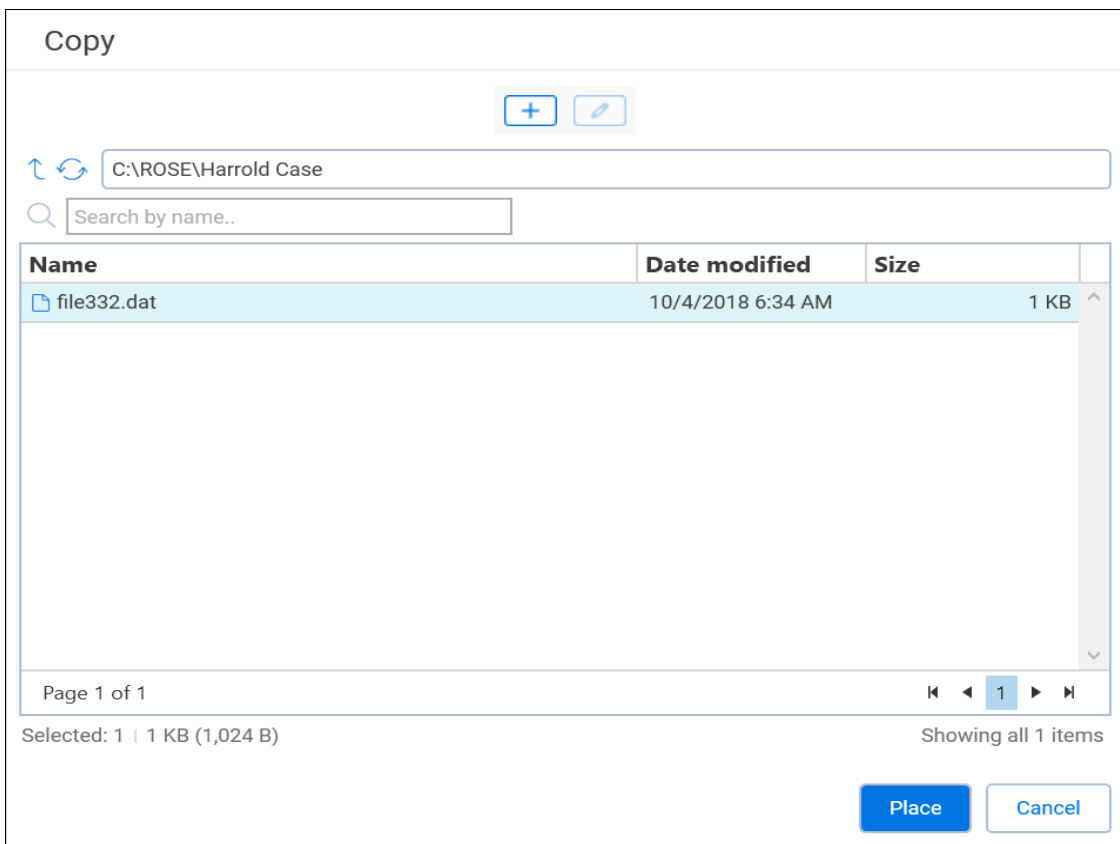 Copy
C:\ROSE\Harrold Case
Search by name..
Name Date modified Size
file332.dat 10/4/2018 6:34 AM 1 KB
Page 1 of 1 1
Selected: 1 | 1 KB (1,024 B) Showing all 1 items
Place Cancel